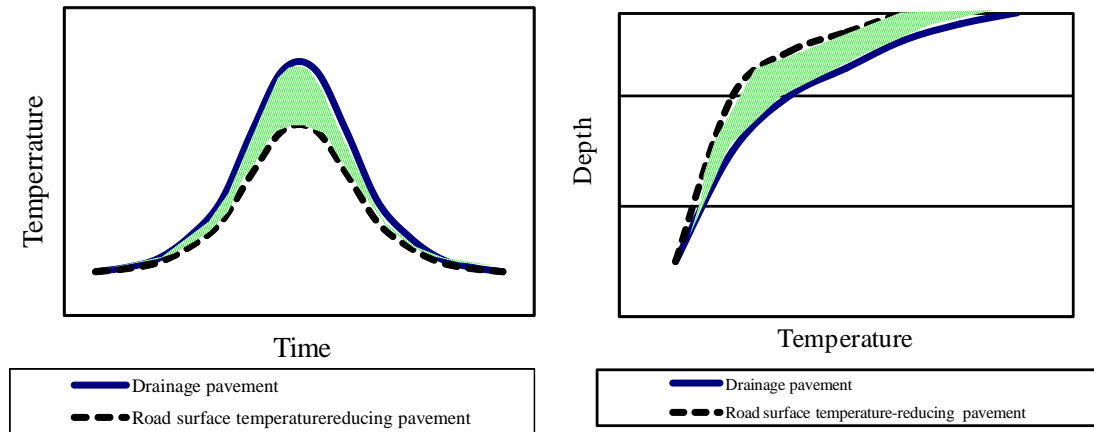 Temperrature
Time
Drainage pavement
Road surface temperaturereducing pavement
Depth
Temperature
Drainage pavement
Road surface temperature-reducing pavement